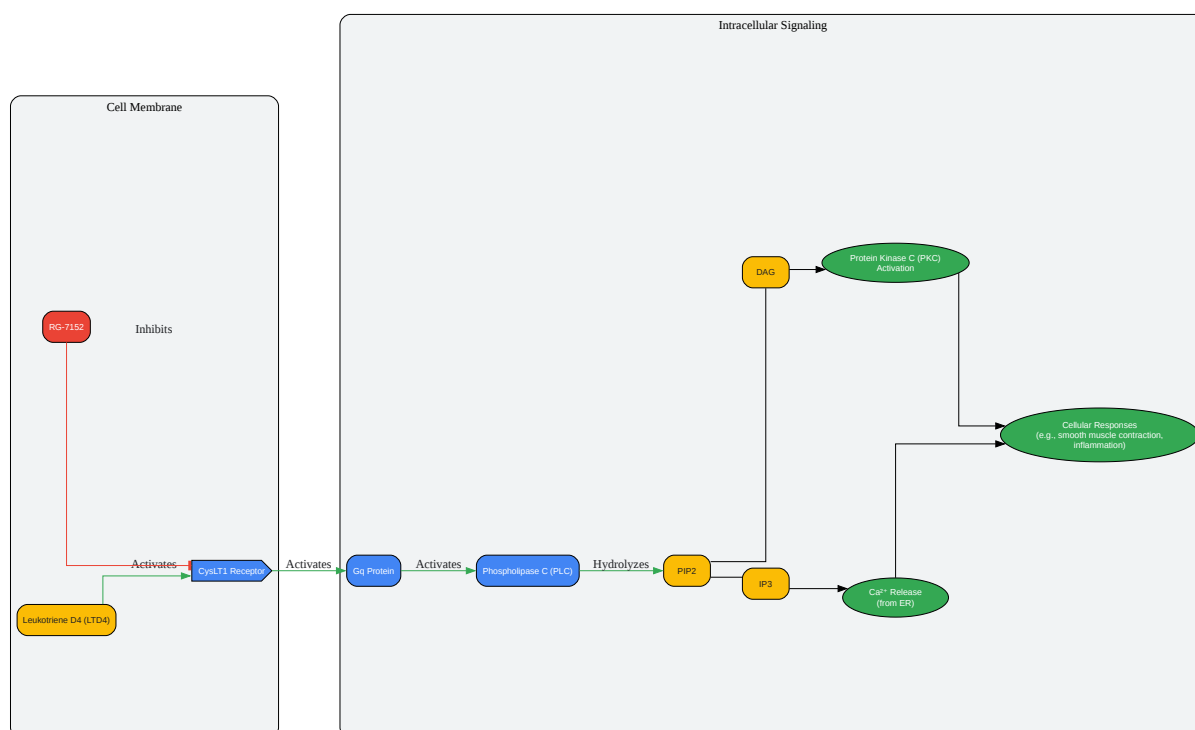 Intracellular Signaling
Cell Membrane
RG-7152
Inhibits
Activates
CysLT1 Receptor
Leukotriene D4 (LTD4)
Activates
Gq Protein
Activates
Phospholipase C (PLC)
Hydrolyzes
PIP2
DAG
IP3
Protein Kinase C (PKC)
Activation
Ca²⁺ Release
(from ER)
Cellular Responses
(e.g., smooth muscle contraction,
inflammation)